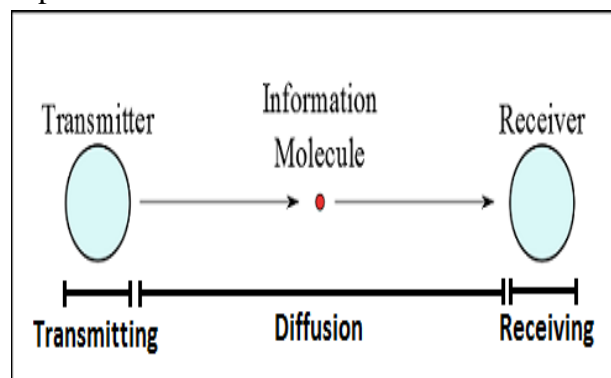 Transmitter
Information
Molecule
Receiver
Transmitting
Diffusion
Receiving